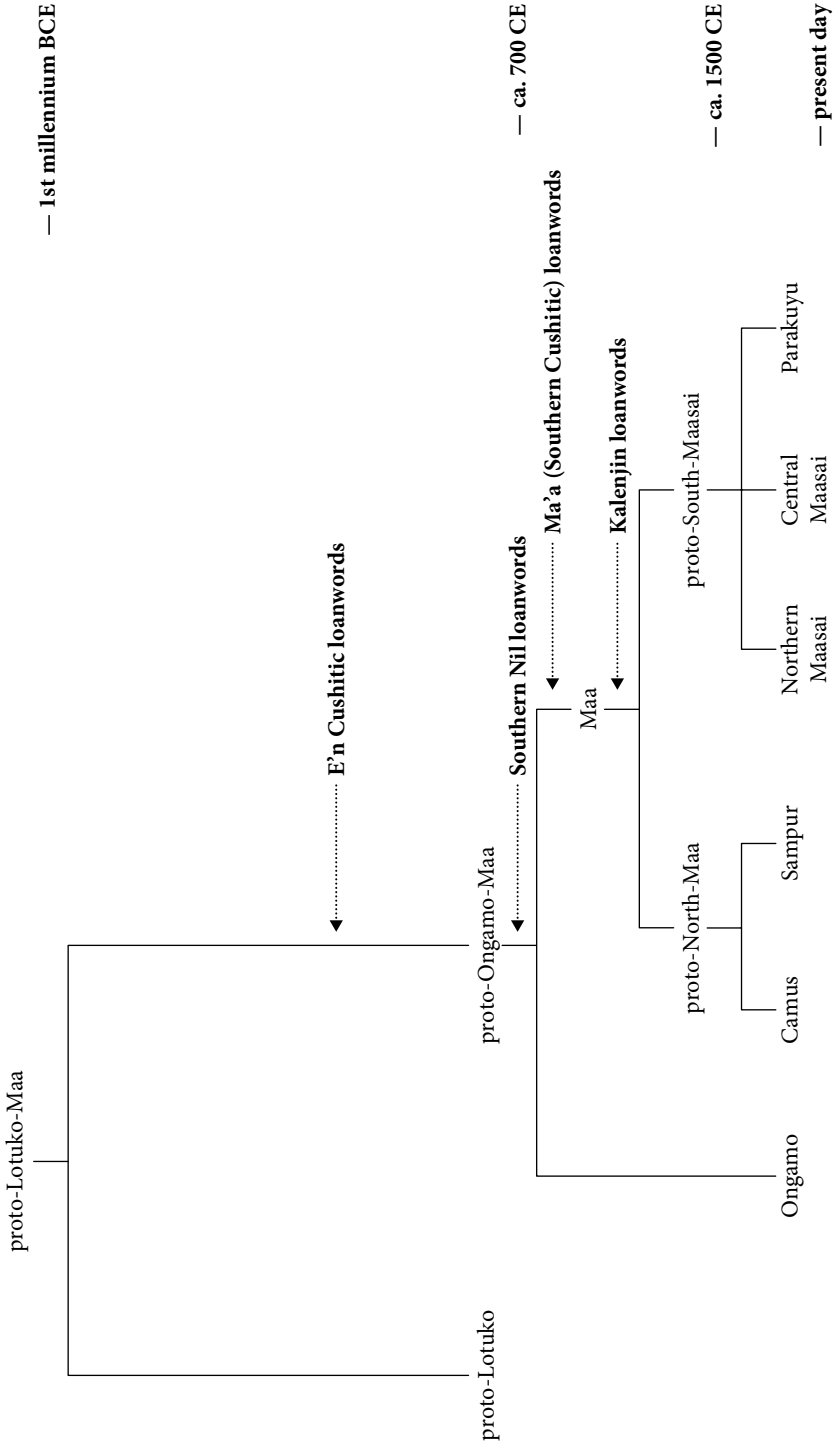 proto-Lotuko-Maa
— 1st millennium BCE
E’n Cushitic loanwords
proto-Lotuko
proto-Ongamo-Maa
Southern Nil loanwords
— ca. 700 CE
Ma’a (Southern Cushitic) loanwords
Maa
Kalenjin loanwords
proto-North-Maa
proto-South-Maasai
— ca. 1500 CE
Ongamo
Camus
Sampur
Northern
Maasai
Central
Maasai
Parakuyu
— present day